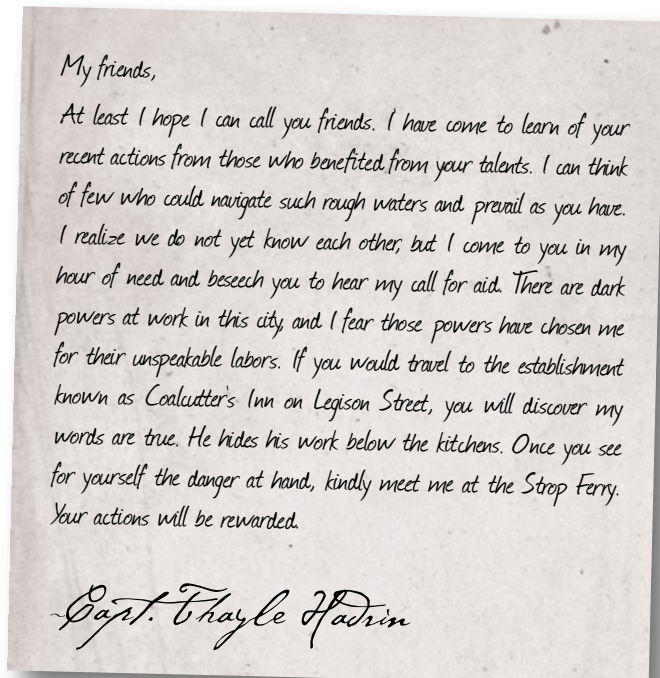 My friends,
At least I hope I can call you friends. I have come to learn of your
recent actions from those who benefited from your talents. I can think
of few who could navigate such rough waters and prevail as you have.
I realize we do not yet know each other, but I come to you in my
hour of need and beseech you to hear my call for aid. There are dark
powers at work in this city, and I fear those powers have chosen me
for their unspeakable labors. If you would travel to the establishment
known as Coalcutter's Inn on Legison Street, you will discover my
words are true. He hides his work below the kitchens. Once you see
for yourself the danger at hand, kindly meet me at the Strop Ferry.
Your actions will be rewarded.
~Capt. Thayle Hadrin